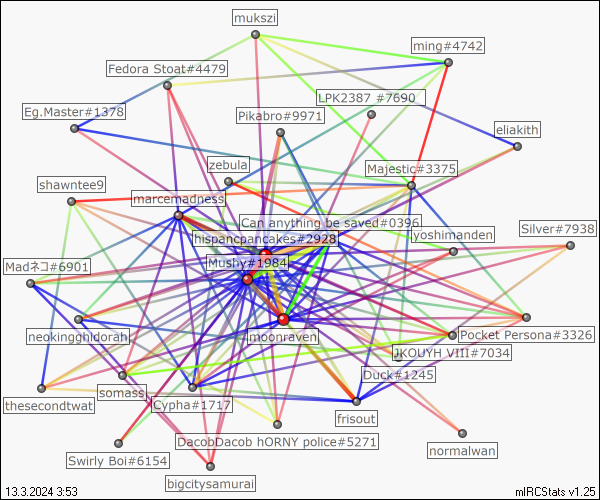 mukszi
ming#4742
Fedora Stoat#4479
LPK2387 #7690
Eg.Master#1378
Pikabro#9971
eliakith
zebula
Majestic#3375
shawntee9
marcemadness
Can anything be saved#0396
Silver#7938
yoshimanden
hispancpancakes#2928
Madネコ#6901
Mushy#1984
neokingghidorah
moonraven
Pocket Persona#3326
JKOUYH VIII#7034
Duck#1245
thesecondtwat
somass
Cypha#1717
frisout
DacobDacob hORNY police#5271
normalwan
Swirly Boi#6154
bigcitysamurai
13.3.2024 3:53
mIRCStats v1.25